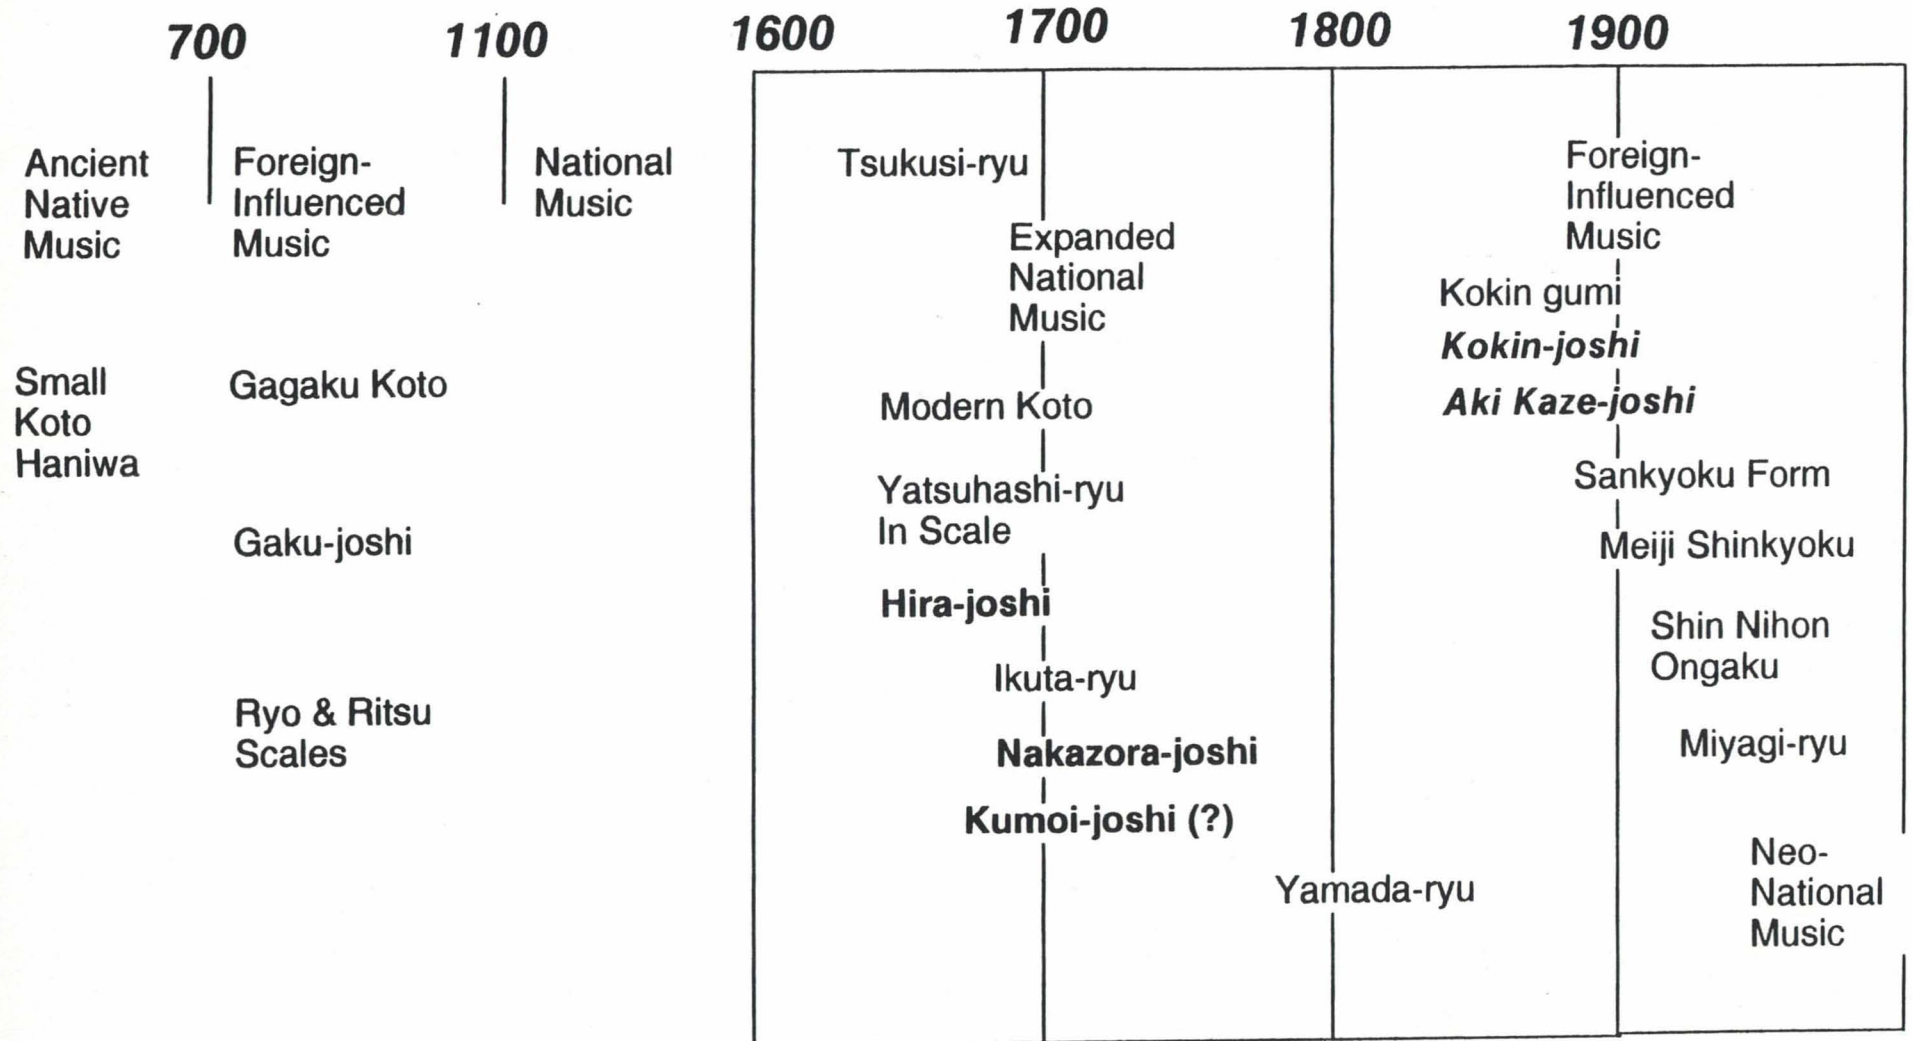 700
1100
1600
1700
1800
1900
Ancient
Native
Music
Foreign-
Influenced
Music
National
Music
Small
Koto
Haniwa
Gagaku Koto
Gaku-joshi
Ryo & Ritsu
Scales
Tsukusi-ryu
Expanded
National
Music
Modern Koto
Yatsuhashi-ryu
In Scale
Hira-joshi
Ikuta-ryu
Nakazora-joshi
Kumoi-joshi (?)
Yamada-ryu
Foreign-
Influenced
Music
Kokin gumi
Kokin-joshi
Aki Kaze-joshi
Sankyoku Form
Meiji Shinkyoku
Shin Nihon
Ongaku
Miyagi-ryu
Neo-
National
Music